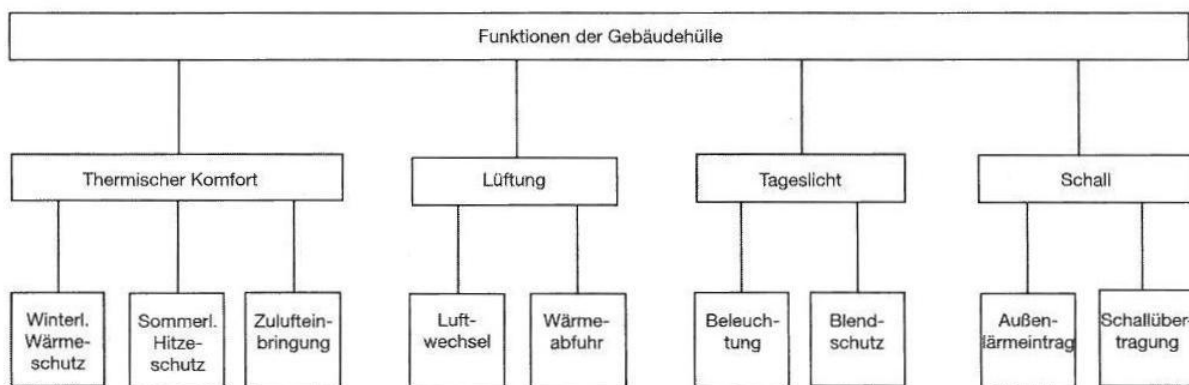 Funktionen der Gebäudehülle
Thermischer Komfort
Lüftung
Tageslicht
Schall
Winterl.
Wärme-
schutz
Sommerl.
Hitze-
schutz
Zuluftein-
bringung
Luft-
wechsel
Wärme-
abfuhr
Beleuch-
tung
Blend-
schutz
Außen-
lärmeintrag
Schallüber-
tragung